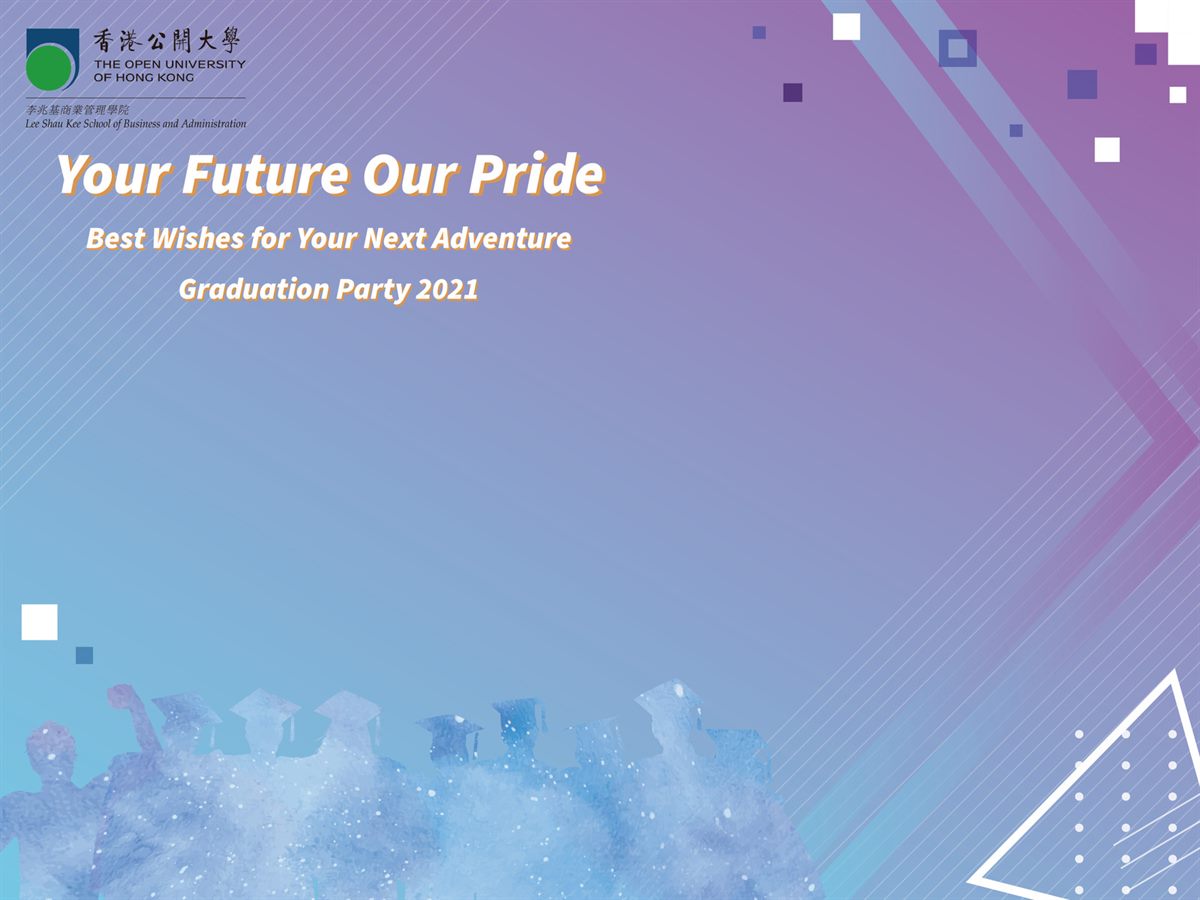 香港公開大學
THE OPEN UNIVERSITY
OF HONG KONG
李兆基商業管理學院
Lee Shau Kee School of Business and Administration
Your Future Our Pride
Best Wishes for Your Next Adventure
Graduation Party 2021